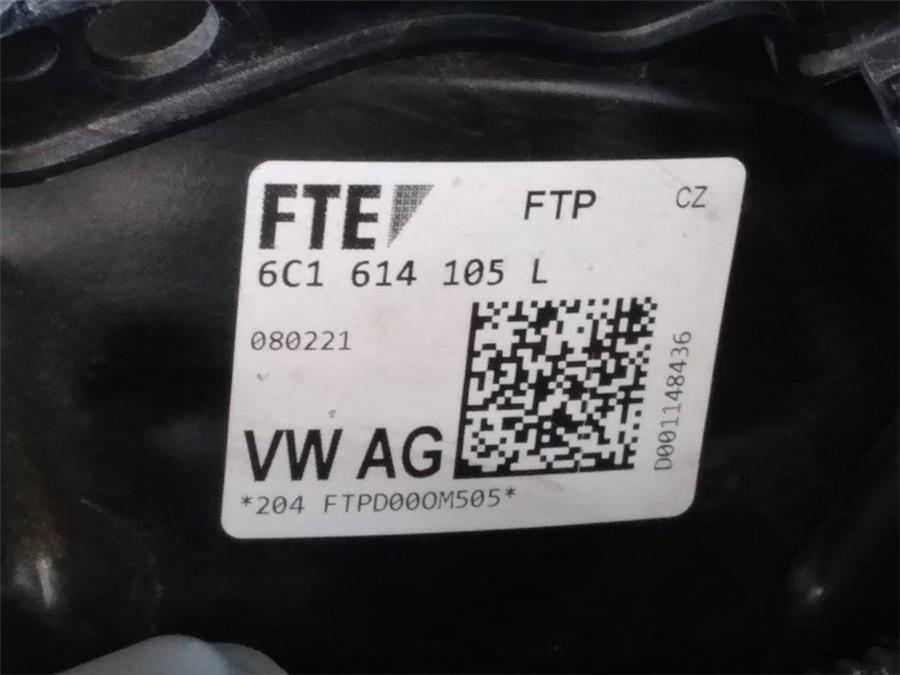 FTE FTP CZ
6C1 614 105 L
080221
D001148436
VW AG
*204 FTPD00OM505*